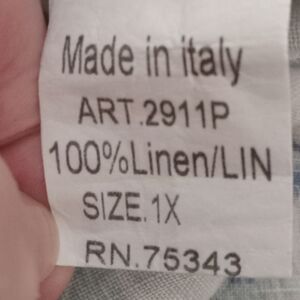 Made in italy
ART.2911P
100%Linen/LIN
SIZE.1X
RN.75343